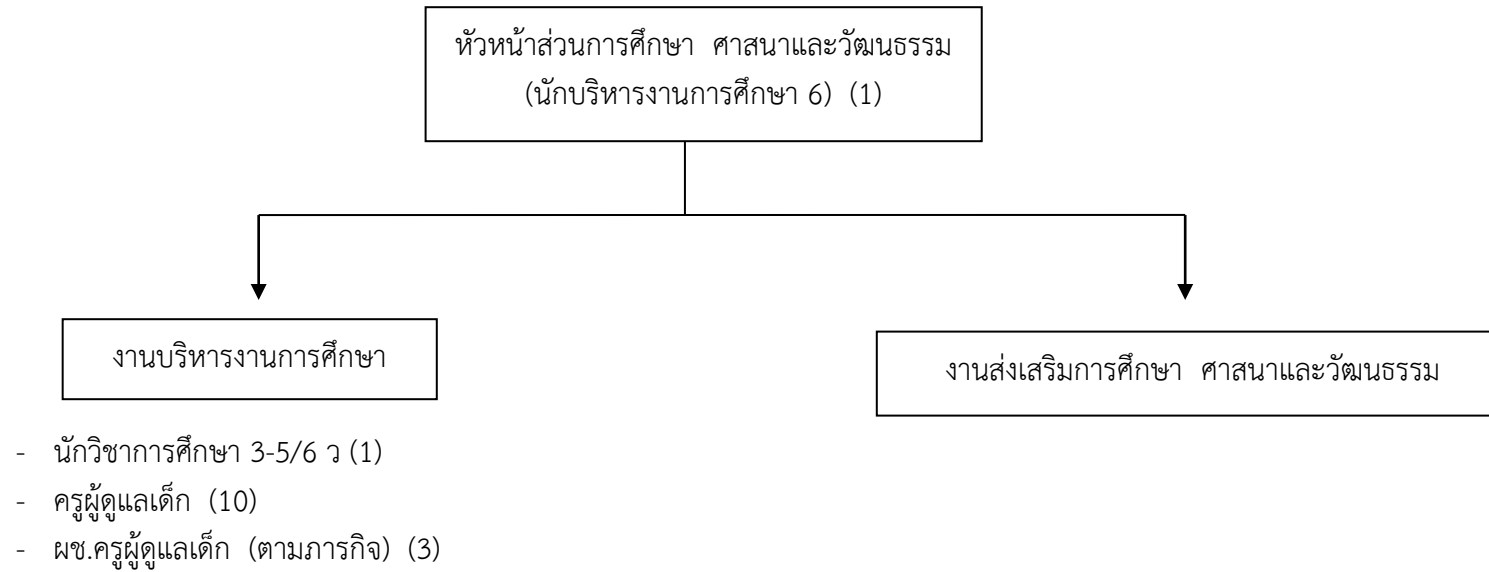 หัวหน้าส่วนการศึกษา ศาสนาและวัฒนธรรม
(นักบริหารงานการศึกษา 6) (1)
งานบริหารงานการศึกษา
งานส่งเสริมการศึกษา ศาสนาและวัฒนธรรม
- นักวิชาการศึกษา 3-5/6 ว (1)
- ครูผู้ดูแลเด็ก (10)
- ผช.ครูผู้ดูแลเด็ก (ตามภารกิจ) (3)